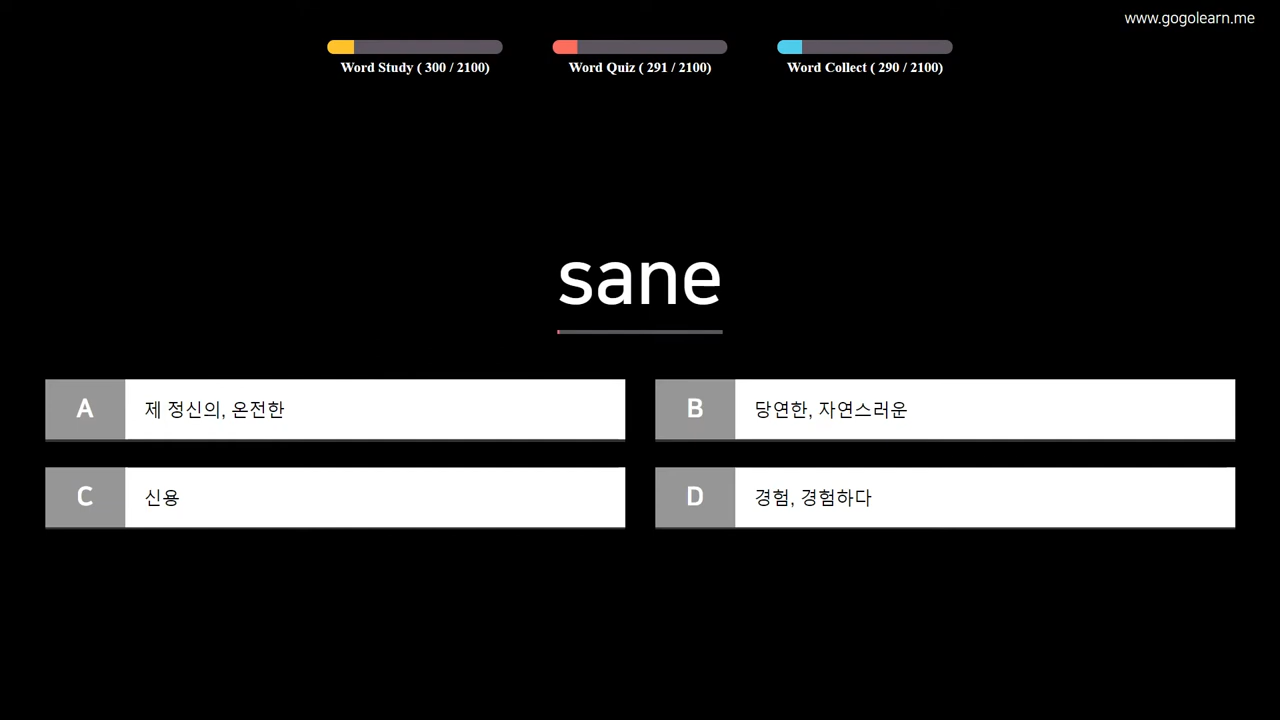 www.gogolearn.me
Word Study ( 300 / 2100)
Word Quiz ( 291 / 2100)
Word Collect ( 290 / 2100)
sane
A 제 정신의, 온전한
B 당연한, 자연스러운
C 신용
D 경험, 경험하다